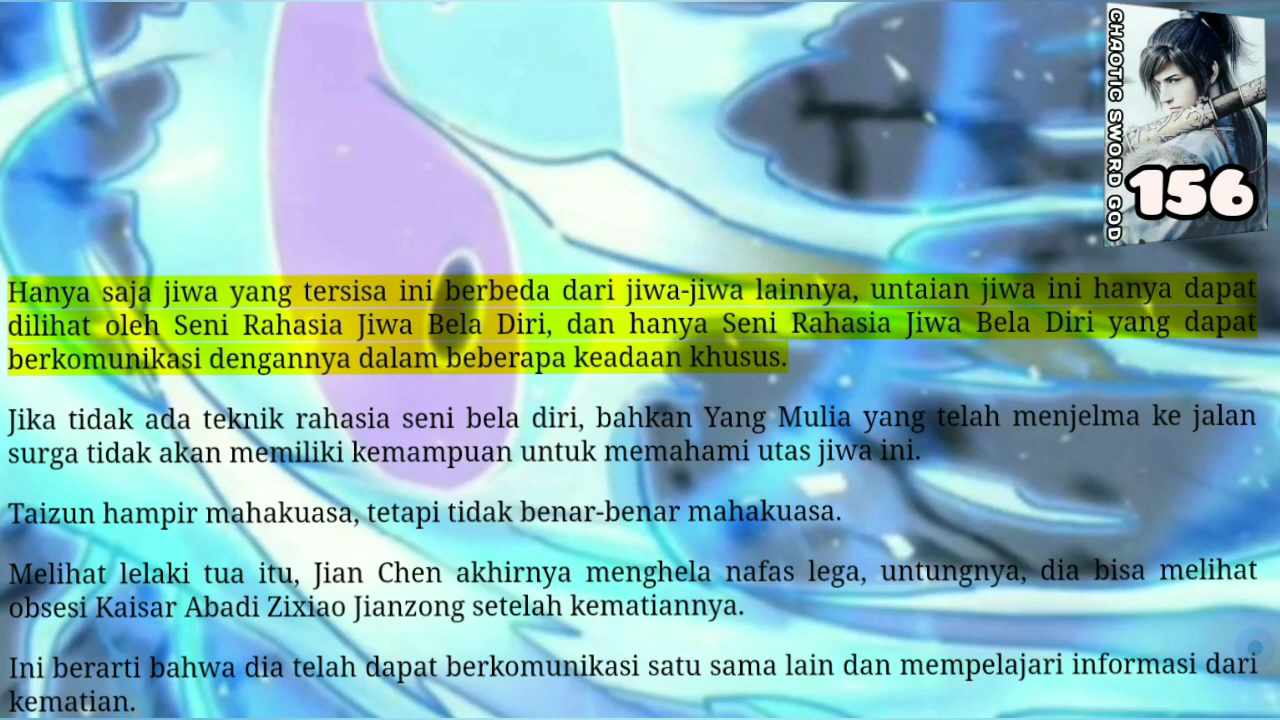 CHAOTIC SWORD GOD
156
Hanya saja jiwa yang tersisa ini berbeda dari jiwa-jiwa lainnya, untaian jiwa ini hanya dapat
dilihat oleh Seni Rahasia Jiwa Bela Diri, dan hanya Seni Rahasia Jiwa Bela Diri yang dapat
berkomunikasi dengannya dalam beberapa keadaan khusus.
Jika tidak ada teknik rahasia seni bela diri, bahkan Yang Mulia yang telah menjelma ke jalan
surga tidak akan memiliki kemampuan untuk memahami utas jiwa ini.
Taizun hampir mahakuasa, tetapi tidak benar-benar mahakuasa.
Melihat lelaki tua itu, Jian Chen akhirnya menghela nafas lega, untungnya, dia bisa melihat
obsesi Kaisar Abadi Zixiao Jianzong setelah kematiannya.
Ini berarti bahwa dia telah dapat berkomunikasi satu sama lain dan mempelajari informasi dari
kematian.